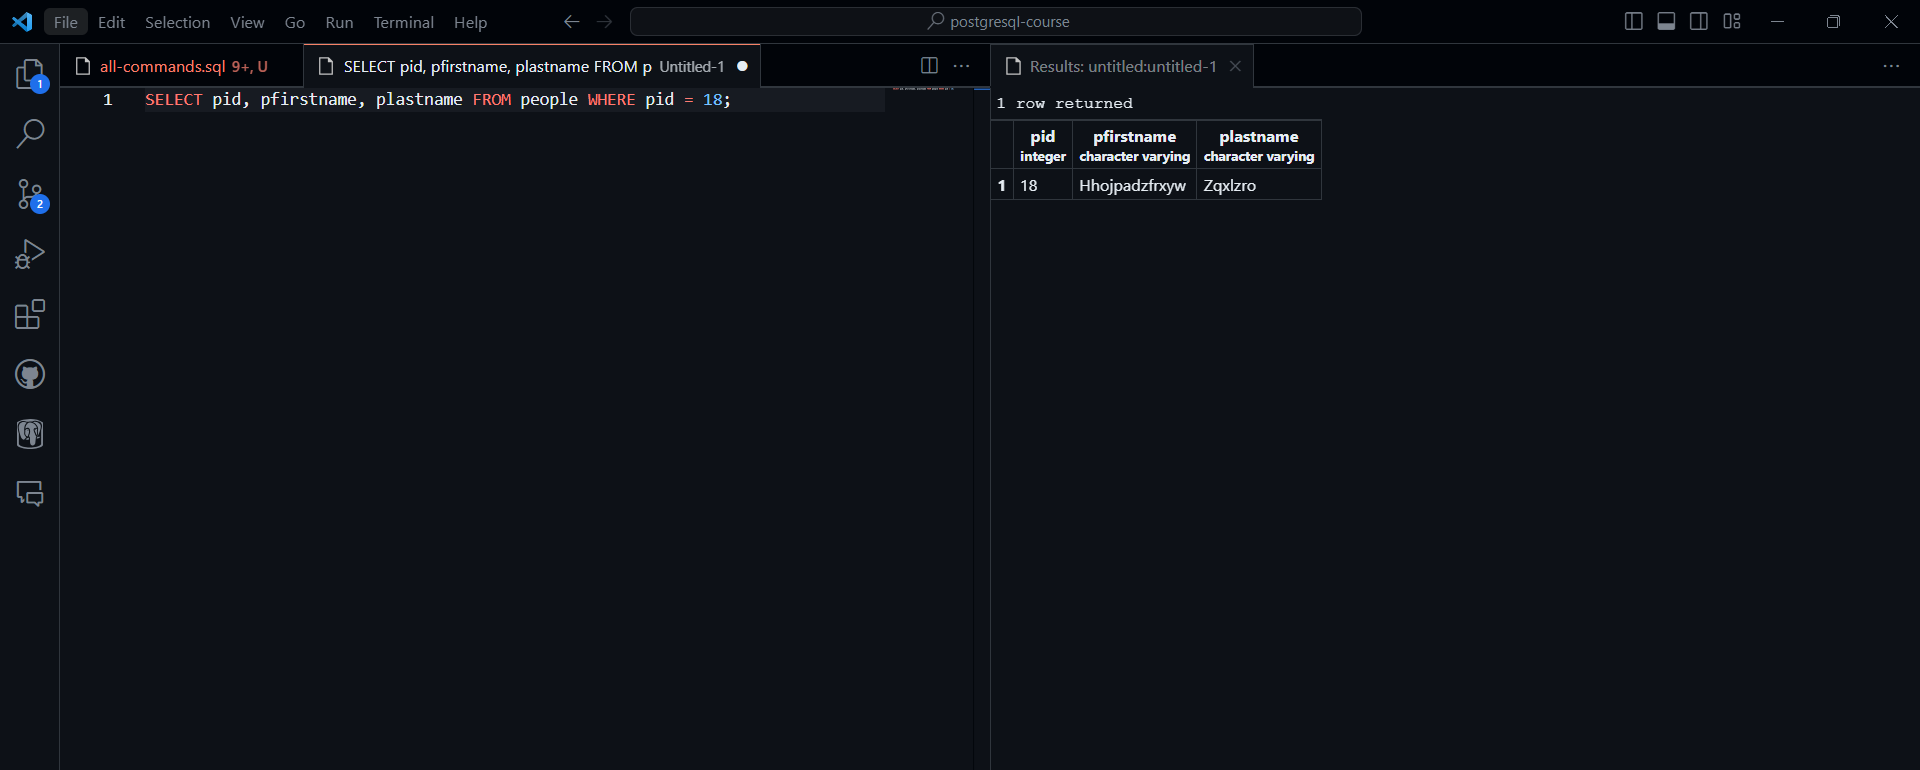 File Edit Selection View Go Run Terminal Help
postgresql-course
1
2
all-commands.sql 9+, U
SELECT pid, pfirstname, plastname FROM p Untitled-1
1 SELECT pid, pfirstname, plastname FROM people WHERE pid = 18;
Results: untitled:untitled-1
1 row returned
pid pfirstname plastname
integer character varying character varying
1 18 Hhojpadzfrxyw Zqxlzro